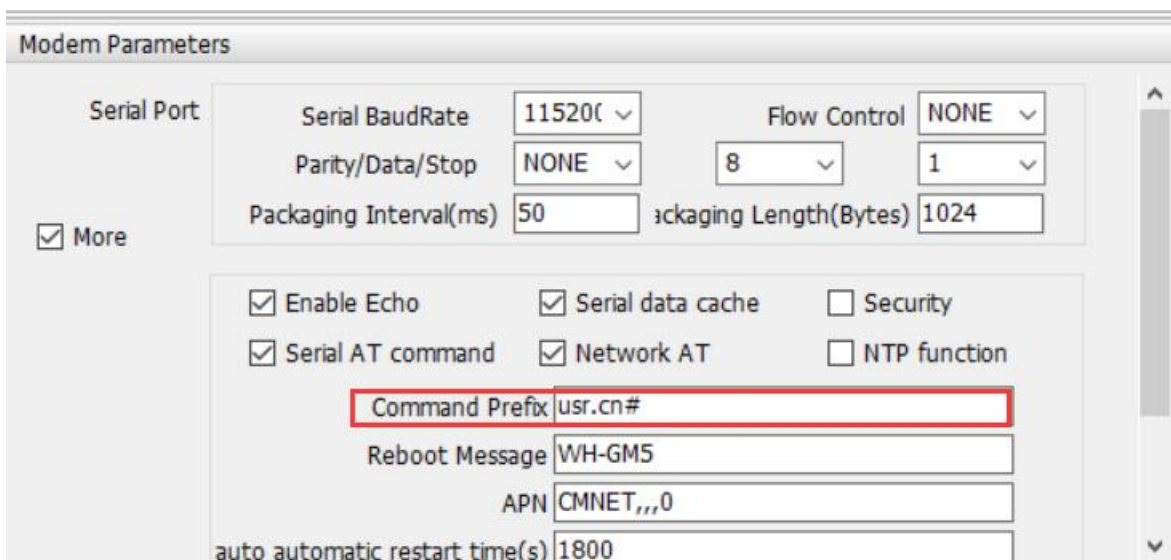 Modem Parameters
Serial Port
Serial BaudRate 11520( Flow Control NONE
Parity/Data/Stop NONE 8 1
Packaging Interval(ms) 50 ackaging Length(Bytes) 1024
More
Enable Echo Serial data cache Security
Serial AT command Network AT NTP function
Command Prefix usr.cn#
Reboot Message WH-GM5
APN CMNET,,,0
auto automatic restart time(s) 1800